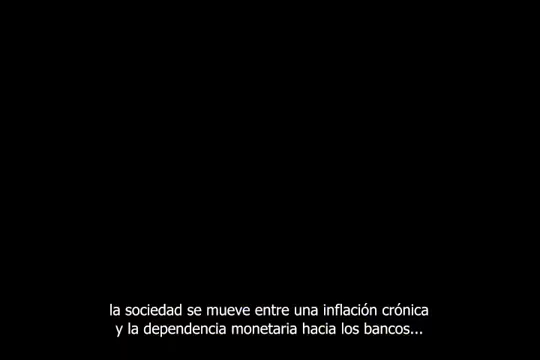 la sociedad se mueve entre una inflación crónica
y la dependencia monetaria hacia los bancos...